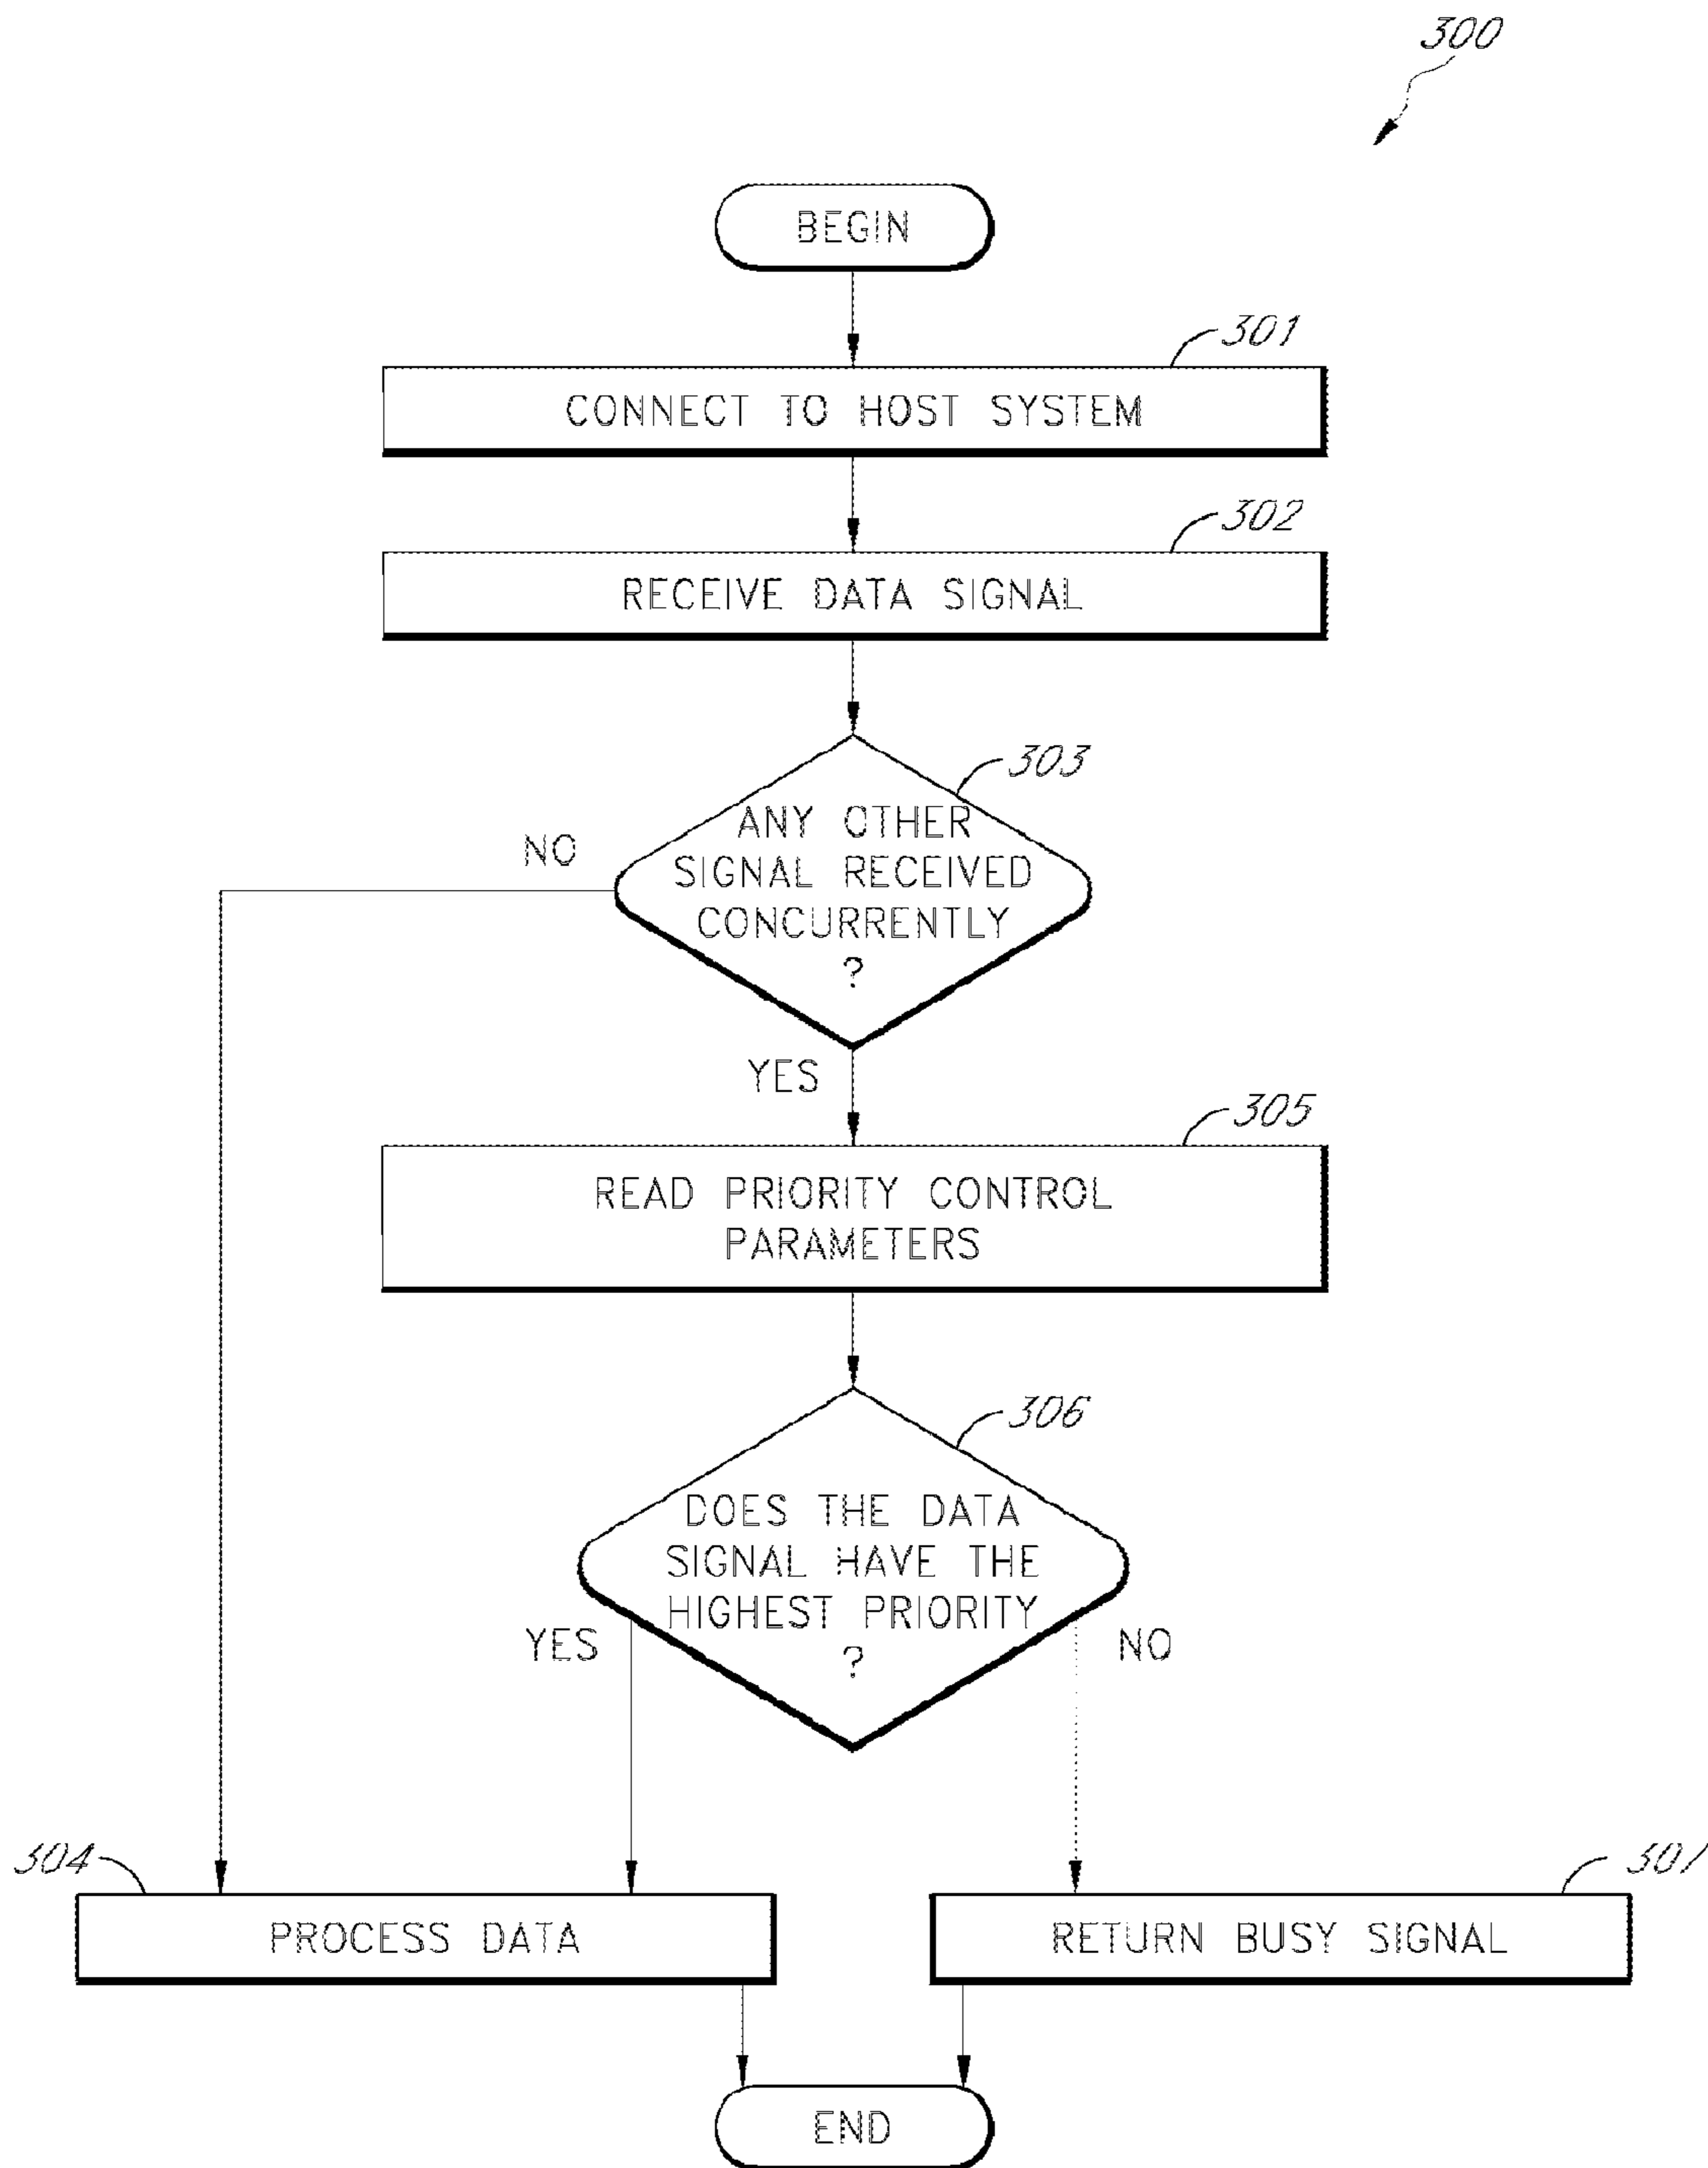 300
BEGIN
301
CONNECT TO HOST SYSTEM
302
RECEIVE DATA SIGNAL
303
ANY OTHER
SIGNAL RECEIVED
CONCURRENTLY
?
NO
YES
305
READ PRIORITY CONTROL
PARAMETERS
306
DOES THE DATA
SIGNAL HAVE THE
HIGHEST PRIORITY
?
YES
NO
304
PROCESS DATA
307
RETURN BUSY SIGNAL
END